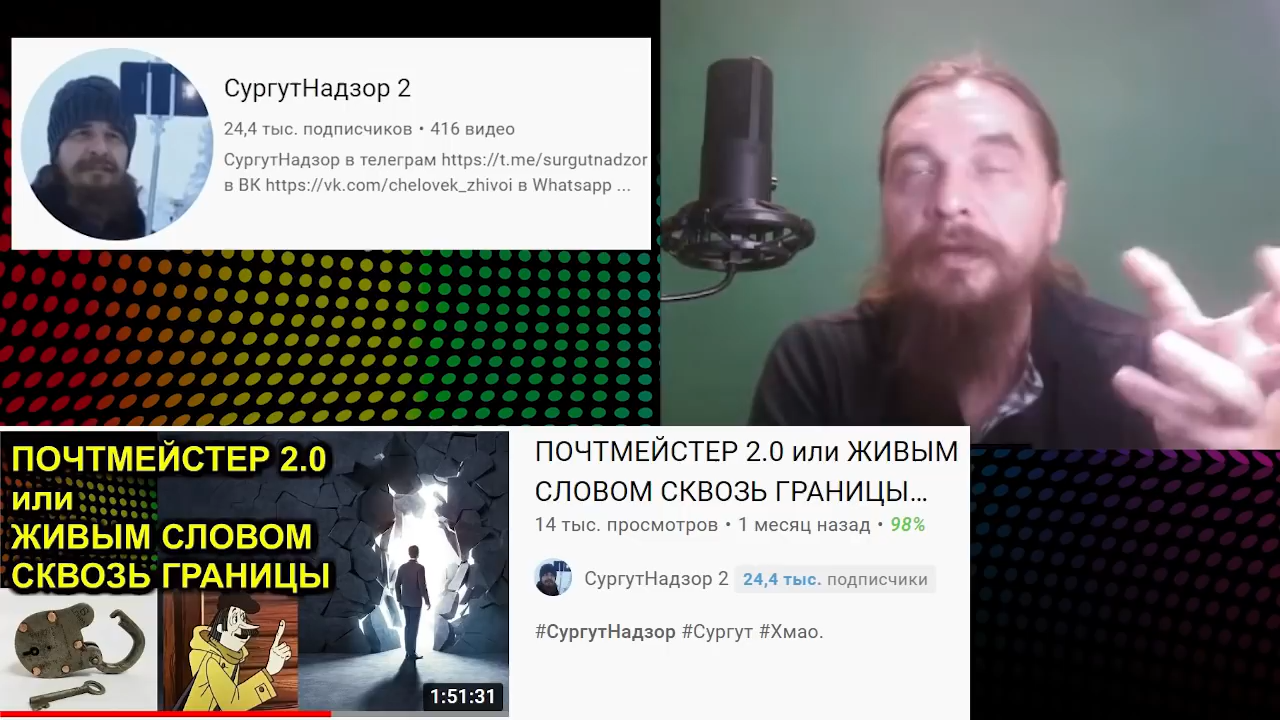 СургутНадзор 2
24,4 тыс. подписчиков • 416 видео
СургутНадзор в телеграм https://t.me/surgutnadzor
в ВК https://vk.com/chelovek_zhivoi в Whatsapp ...
ПОЧТМЕЙСТЕР 2.0
или
ЖИВЫМ СЛОВОМ
СКВОЗЬ ГРАНИЦЫ
1:51:31
ПОЧТМЕЙСТЕР 2.0 или ЖИВЫМ
СЛОВОМ СКВОЗЬ ГРАНИЦЫ...
14 тыс. просмотров • 1 месяц назад • 98%
СургутНадзор 2 24,4 тыс. подписчики
#СургутНадзор #Сургут #Хмао.